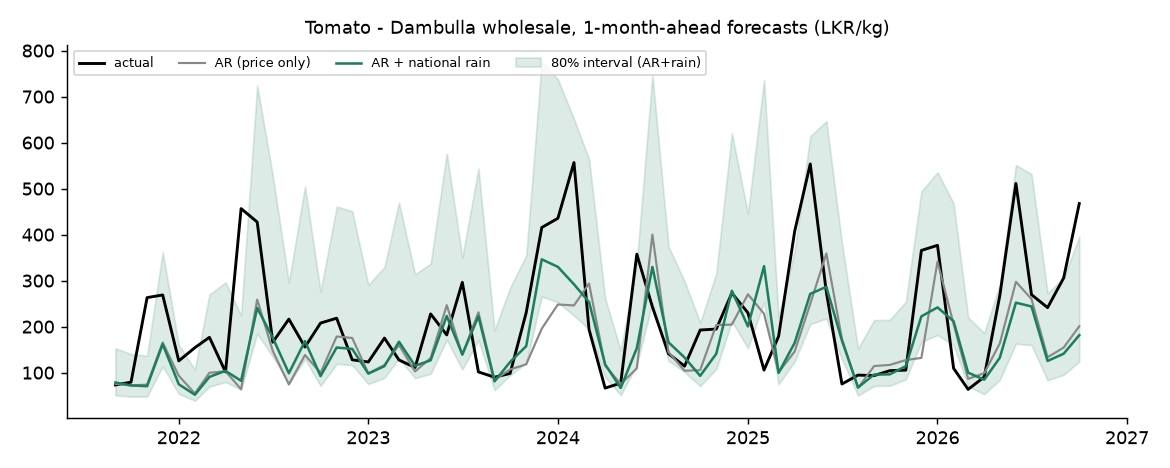 Tomato - Dambulla wholesale, 1-month-ahead forecasts (LKR/kg)
actual AR (price only) AR + national rain 80% interval (AR+rain)
800
700
600
500
400
300
200
100
2022 2023 2024 2025 2026 2027